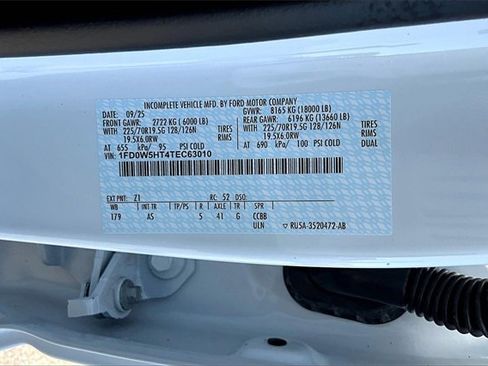 INCOMPLETE VEHICLE MFD. BY FORD MOTOR COMPANY
DATE: 09/25 GVWR: 8165 KG (18000 LB)
FRONT GAWR: 2722 KG (6000 LB) REAR GAWR: 6196 KG (13660 LB)
WITH 225/70R19.5G 128/126N TIRES WITH 225/70R19.5G 128/126N TIRES
19.5X6.0RW RIMS 19.5X6.0RW RIMS
AT 655 kPa/ 95 PSI COLD AT 690 kPa/ 100 PSI COLD
VIN: 1FD0W5HT4TEC63010
EXT PNT: Z1 RC: 52 DSO:
WB INT TR TP/PS R AXLE TR SPR
179 AS 5 41 G CCBB
ULN ▽ RU5A-3520472-AB